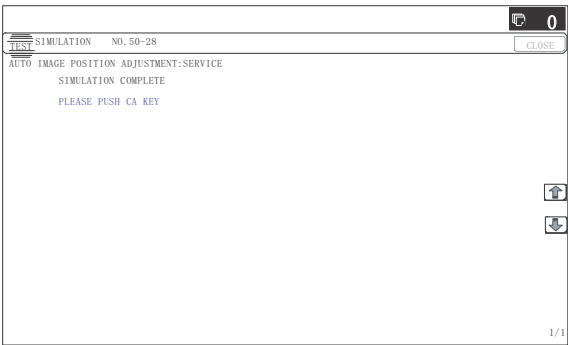 0
TEST SIMULATION NO.50-28
CLOSE
AUTO IMAGE POSITION ADJUSTMENT:SERVICE
SIMULATION COMPLETE
PLEASE PUSH CA KEY
1/1